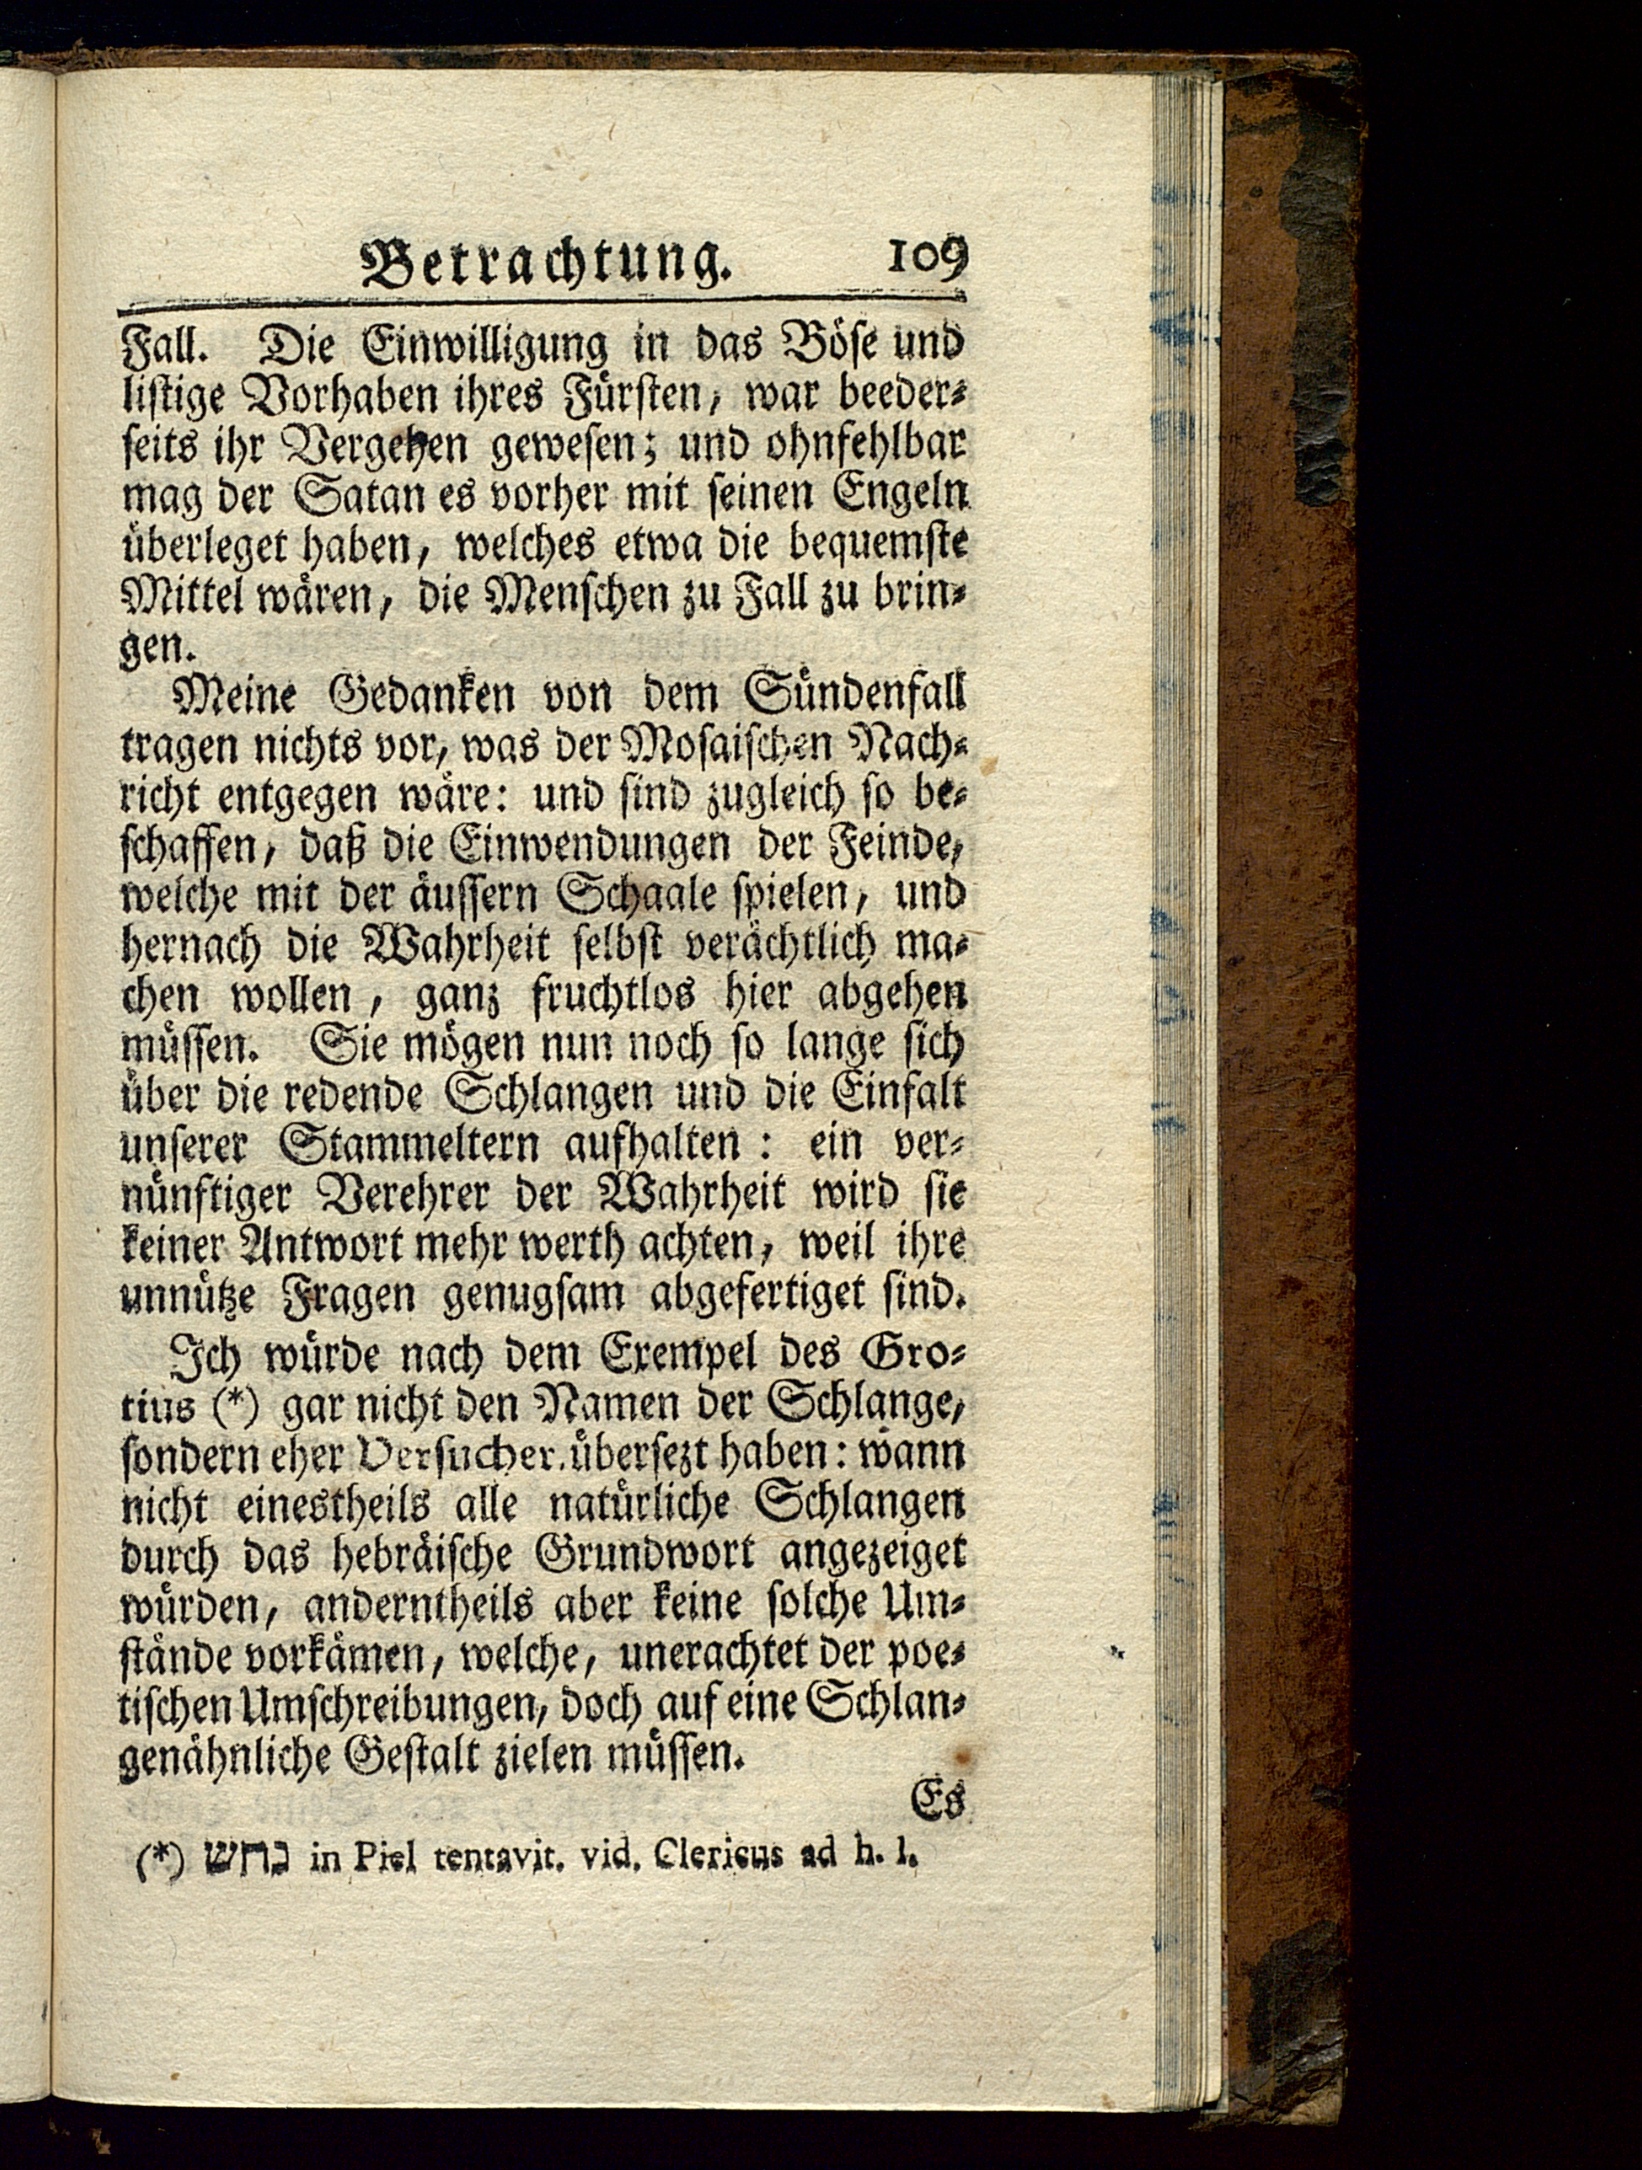 Betrachtung. 109
Fall. Die Einwilligung in das Böse und
listige Vorhaben ihres Fürsten, war beeder-
seits ihr Vergehen gewesen; und ohnfehlbar
mag der Satan es vorher mit seinen Engeln
überleget haben, welches etwa die bequemste
Mittel wären, die Menschen zu Fall zu brin-
gen.
Meine Gedanken von dem Sündenfall
tragen nichts vor, was der Mosaischen Nach-
richt entgegen wäre: und sind zugleich so be-
schaffen, daß die Einwendungen der Feinde,
welche mit der äussern Schaale spielen, und
hernach die Wahrheit selbst verächtlich ma-
chen wollen, ganz fruchtlos hier abgehen
müssen. Sie mögen nun noch so lange sich
über die redende Schlangen und die Einfalt
unserer Stammeltern aufhalten: ein ver-
nünftiger Verehrer der Wahrheit wird sie
keiner Antwort mehr werth achten, weil ihre
unnütze Fragen genugsam abgefertiget sind.
Ich würde nach dem Exempel des Gro-
tius (*) gar nicht den Namen der Schlange,
sondern eher Versucher übersezt haben: wann
nicht einestheils alle natürliche Schlangen
durch das hebräische Grundwort angezeiget
würden, anderntheils aber keine solche Um-
stände vorkämen, welche, unerachtet der poe-
tischen Umschreibungen, doch auf eine Schlan-
genähnliche Gestalt zielen müssen.
Es
(*) נחש in Piel tentavit. vid. Clericus ad h. l.